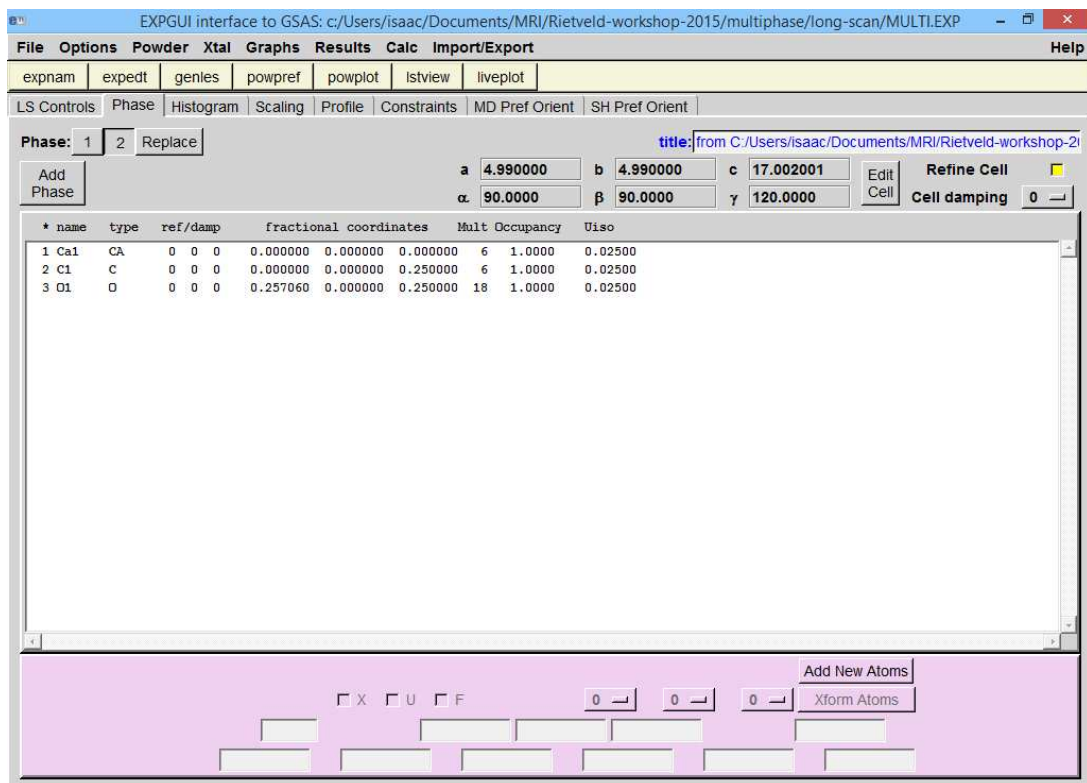 EXPGUI interface to GSAS: c:/Users/isaac/Documents/MRI/Rietveld-workshop-2015/multiphase/long-scan/MULTI.EXP
File Options Powder Xtal Graphs Results Calc Import/Export Help
expnam expedt genles powpref powplot lstview liveplot
LS Controls Phase Histogram Scaling Profile Constraints MD Pref Orient SH Pref Orient
Phase: 1 2 Replace title: from C:/Users/isaac/Documents/MRI/Rietveld-workshop-2
Add Phase a 4.990000 b 4.990000 c 17.002001 Edit Cell Refine Cell
α 90.0000 β 90.0000 γ 120.0000 Cell damping 0
* name type ref/damp fractional coordinates Mult Occupancy Uiso
1 Ca1 CA 0 0 0 0.000000 0.000000 0.000000 6 1.0000 0.02500
2 C1 C 0 0 0 0.000000 0.000000 0.250000 6 1.0000 0.02500
3 O1 O 0 0 0 0.257060 0.000000 0.250000 18 1.0000 0.02500
Add New Atoms
X U F 0 0 0 Xform Atoms